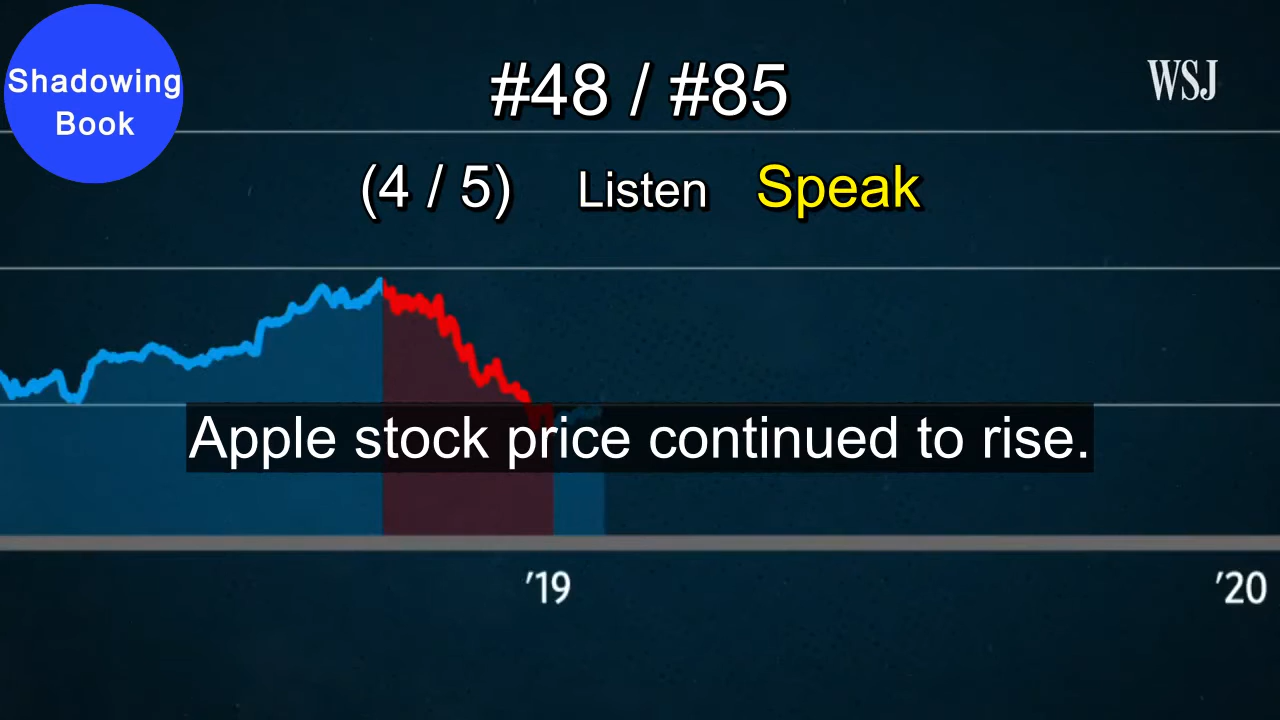 Shadowing
Book
#48 / #85
WSJ
(4 / 5) Listen Speak
Apple stock price continued to rise.
’19
’20